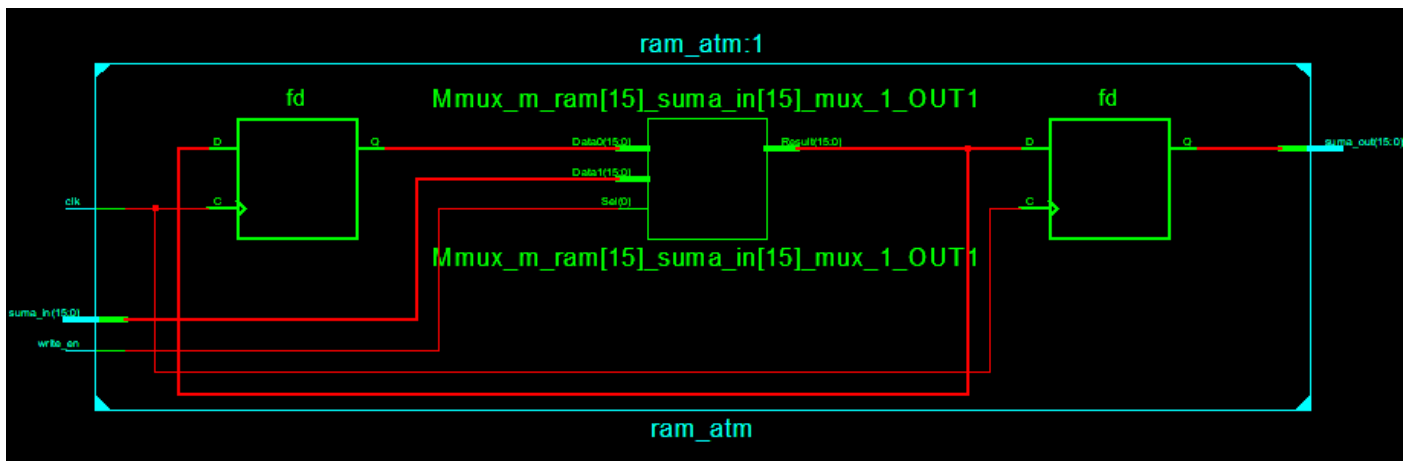 ram_atm:1
fd
Mmux_m_ram[15]_suma_in[15]_mux_1_OUT1
fd
D
Q
Data0(15:0)
Result(15:0)
D
Q
suma_out(15:0)
Data1(15:0)
clk
C
Sel(0)
C
Mmux_m_ram[15]_suma_in[15]_mux_1_OUT1
suma_in(15:0)
write_en
ram_atm